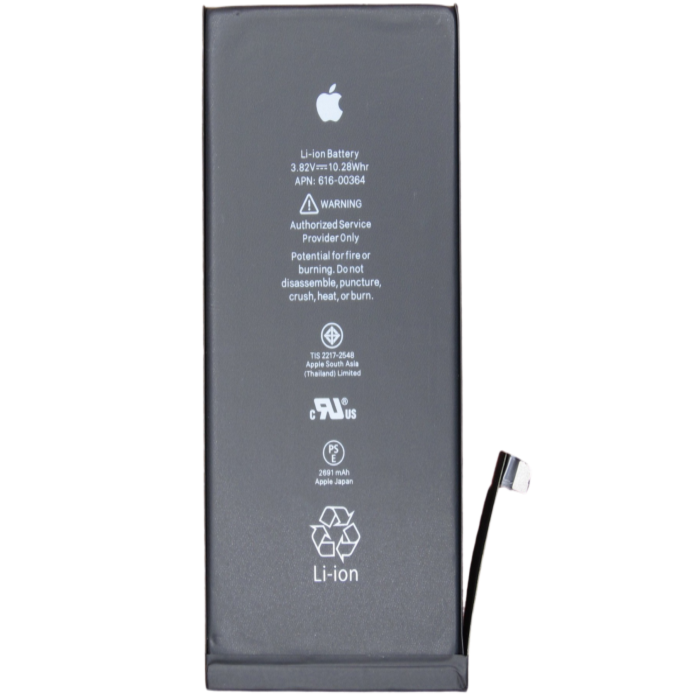 Li-ion Battery
3.82V⎓10.28Whr
APN: 616-00364
WARNING
Authorized Service
Provider Only
Potential for fire or
burning. Do not
disassemble, puncture,
crush, heat, or burn.
TIS 2217-2548
Apple South Asia
(Thailand) Limited
c RU® US
PS
E
2691 mAh
Apple Japan
Li-ion